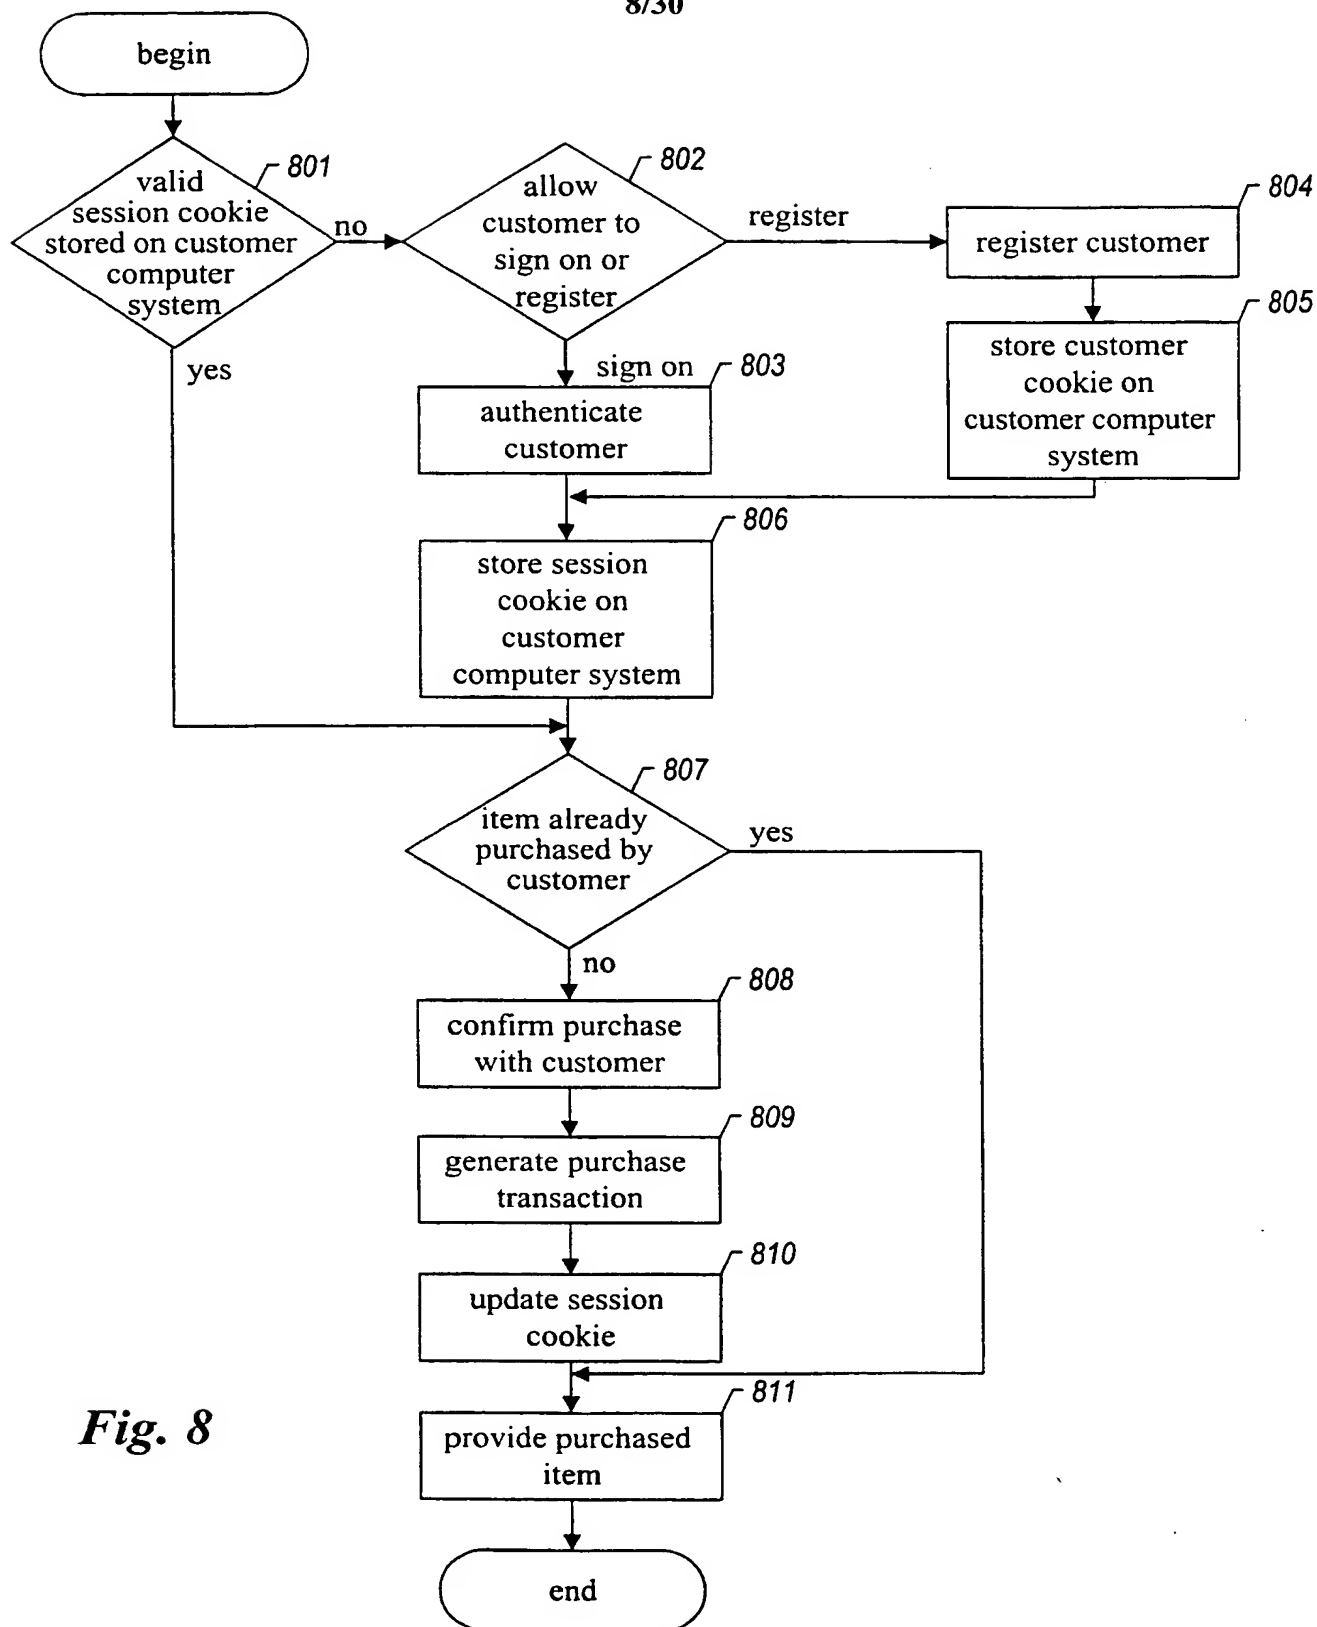 8/30
begin
801
valid
session cookie
stored on customer
computer
system
no
yes
802
allow
customer to
sign on or
register
register
sign on
804
register customer
805
store customer
cookie on
customer computer
system
803
authenticate
customer
806
store session
cookie on
customer
computer system
807
item already
purchased by
customer
yes
no
808
confirm purchase
with customer
809
generate purchase
transaction
810
update session
cookie
811
provide purchased
item
end
Fig. 8